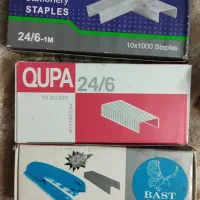 Stationery
STAPLES
24/6-1M
10x1000 Staples
QUPA 24/6
10 BOXES
BAST